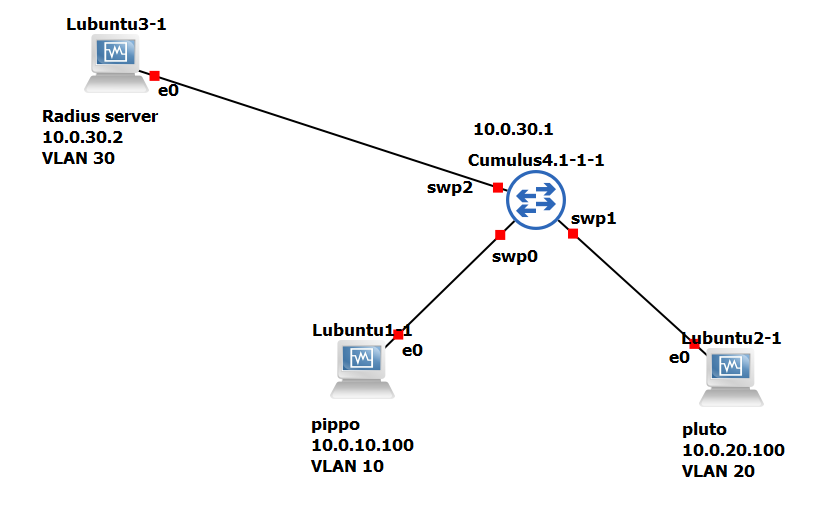 Lubuntu3-1
e0
Radius server
10.0.30.2
VLAN 30
10.0.30.1
Cumulus4.1-1-1
swp2
swp1
swp0
Lubuntu1-1
e0
pippo
10.0.10.100
VLAN 10
Lubuntu2-1
e0
pluto
10.0.20.100
VLAN 20